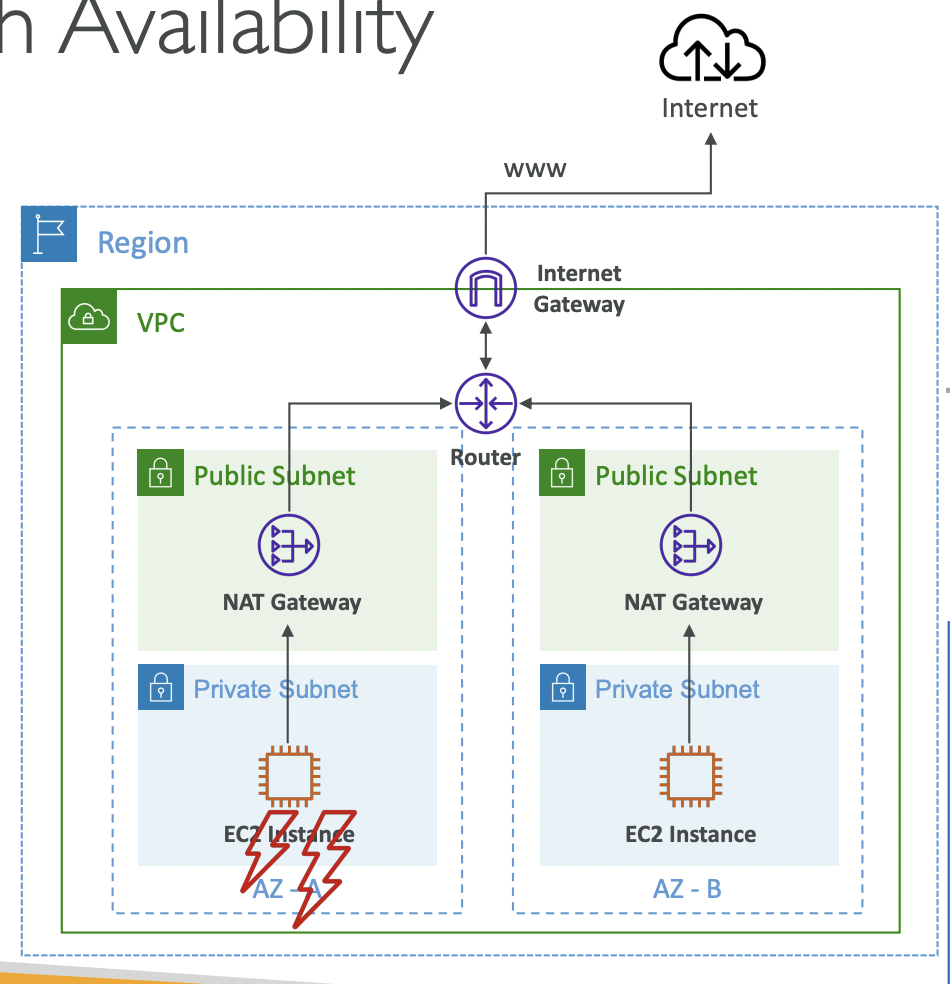 h Availability
Internet
www
Region
Internet
Gateway
VPC
Router
Public Subnet
Public Subnet
NAT Gateway
NAT Gateway
Private Subnet
Private Subnet
EC2 Instance
EC2 Instance
AZ - A
AZ - B